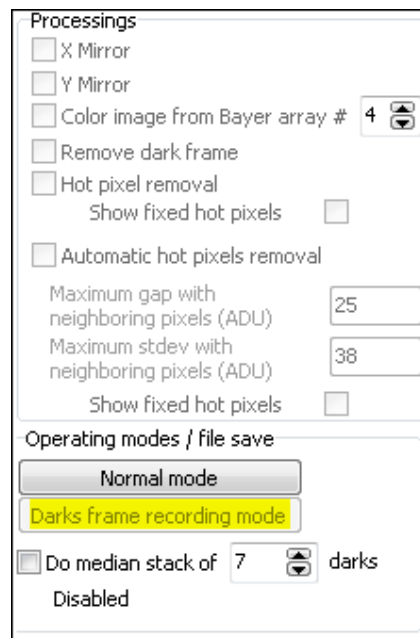 Processings
X Mirror
Y Mirror
Color image from Bayer array # 4
Remove dark frame
Hot pixel removal
Show fixed hot pixels
Automatic hot pixels removal
Maximum gap with
neighboring pixels (ADU) 25
Maximum stdev with
neighboring pixels (ADU) 38
Show fixed hot pixels
Operating modes / file save
Normal mode
Darks frame recording mode
Do median stack of 7 darks
Disabled